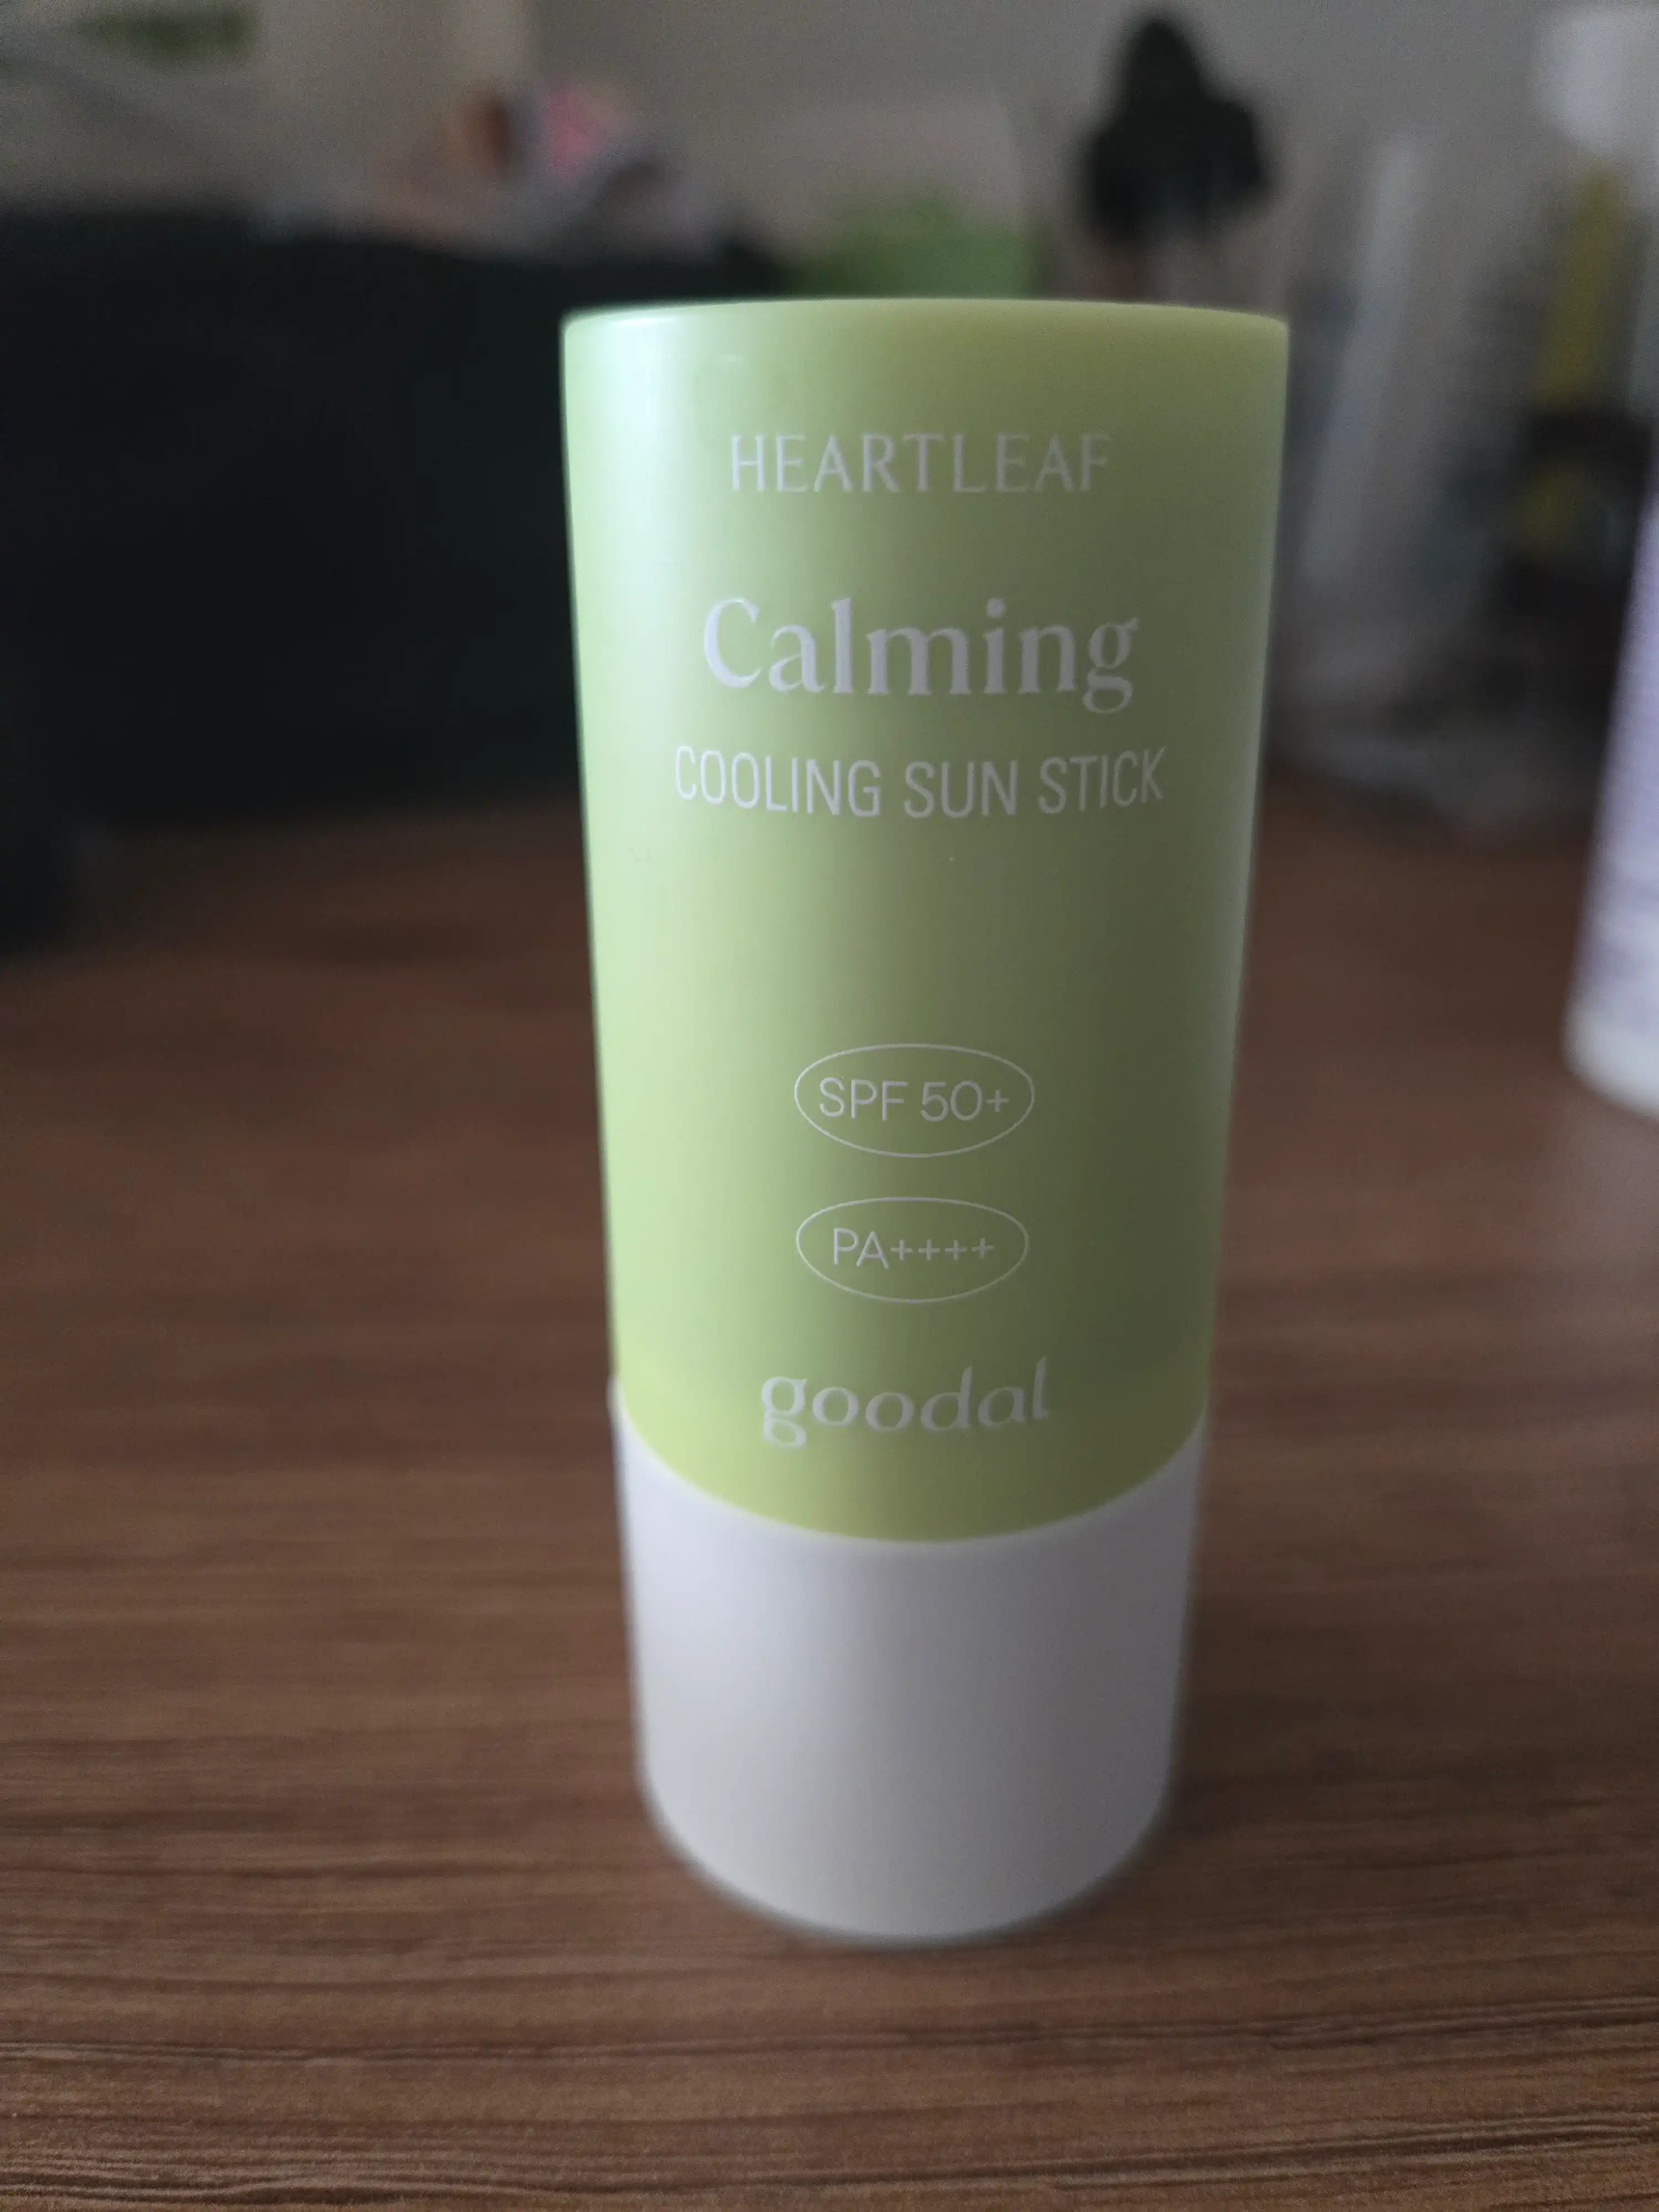 HEARTLEAF
Calming
COOLING SUN STICK
SPF 50+
PA++++
goodal